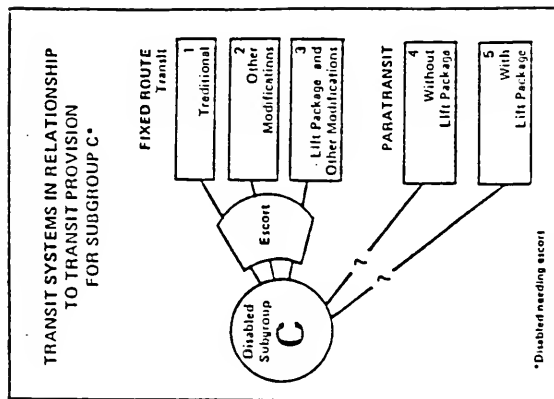 TRANSIT SYSTEMS IN RELATIONSHIP
TO TRANSIT PROVISION
FOR SUBGROUP C*
FIXED ROUTE
Transit
1
Traditional
2
Other
Modifications
3
Lift Package and
Other Modifications
Escort
Disabled
Subgroup
C
PARATRANSIT
4
Without
Lift Package
5
With
Lift Package
?
?
*Disabled needing escort